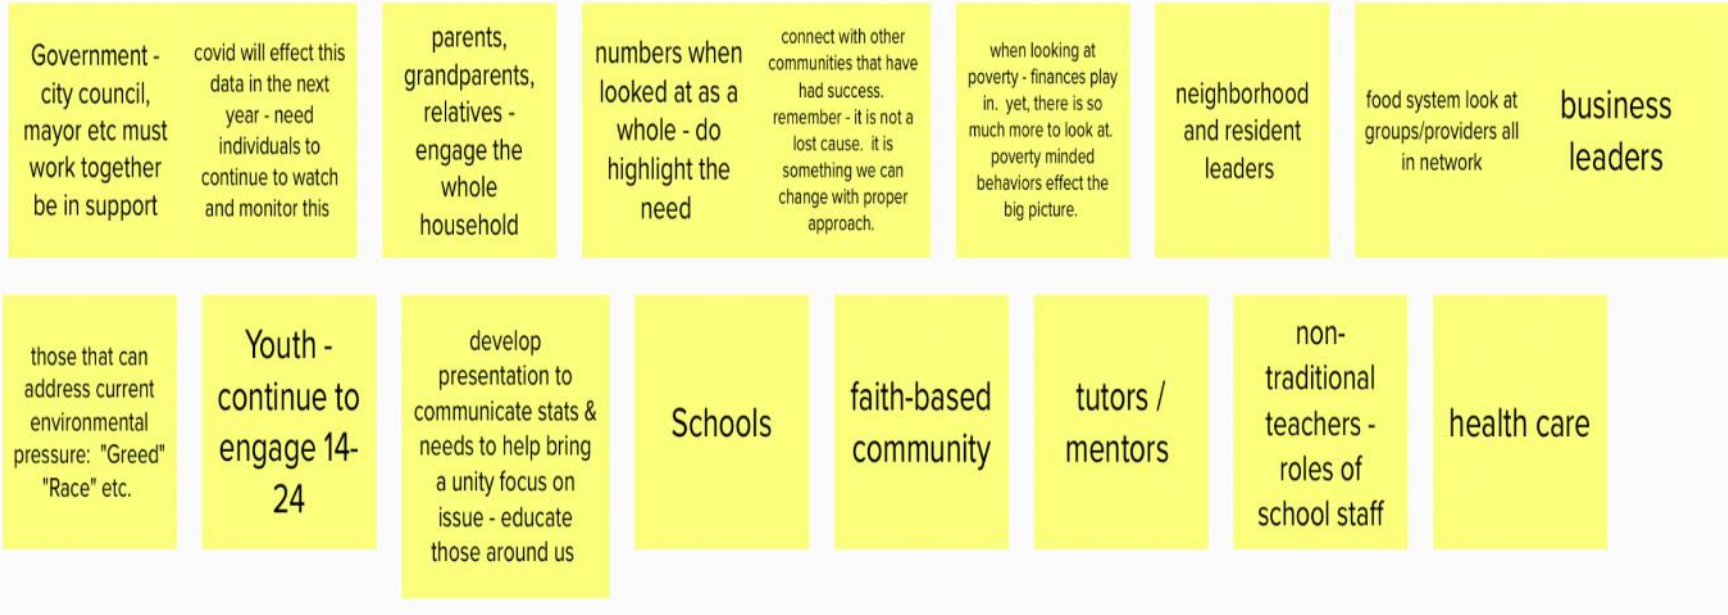 Government -
city council,
mayor etc must
work together
be in support
covid will effect this
data in the next
year - need
individuals to
continue to watch
and monitor this
parents,
grandparents,
relatives -
engage the
whole
household
numbers when
looked at as a
whole - do
highlight the
need
connect with other
communities that have
had success.
remember - it is not a
lost cause. it is
something we can
change with proper
approach.
when looking at
poverty - finances play
in. yet, there is so
much more to look at.
poverty minded
behaviors effect the
big picture.
neighborhood
and resident
leaders
food system look at
groups/providers all
in network
business
leaders
those that can
address current
environmental
pressure: "Greed"
"Race" etc.
Youth -
continue to
engage 14-
24
develop
presentation to
communicate stats &
needs to help bring
a unity focus on
issue - educate
those around us
Schools
faith-based
community
tutors /
mentors
non-
traditional
teachers -
roles of
school staff
health care